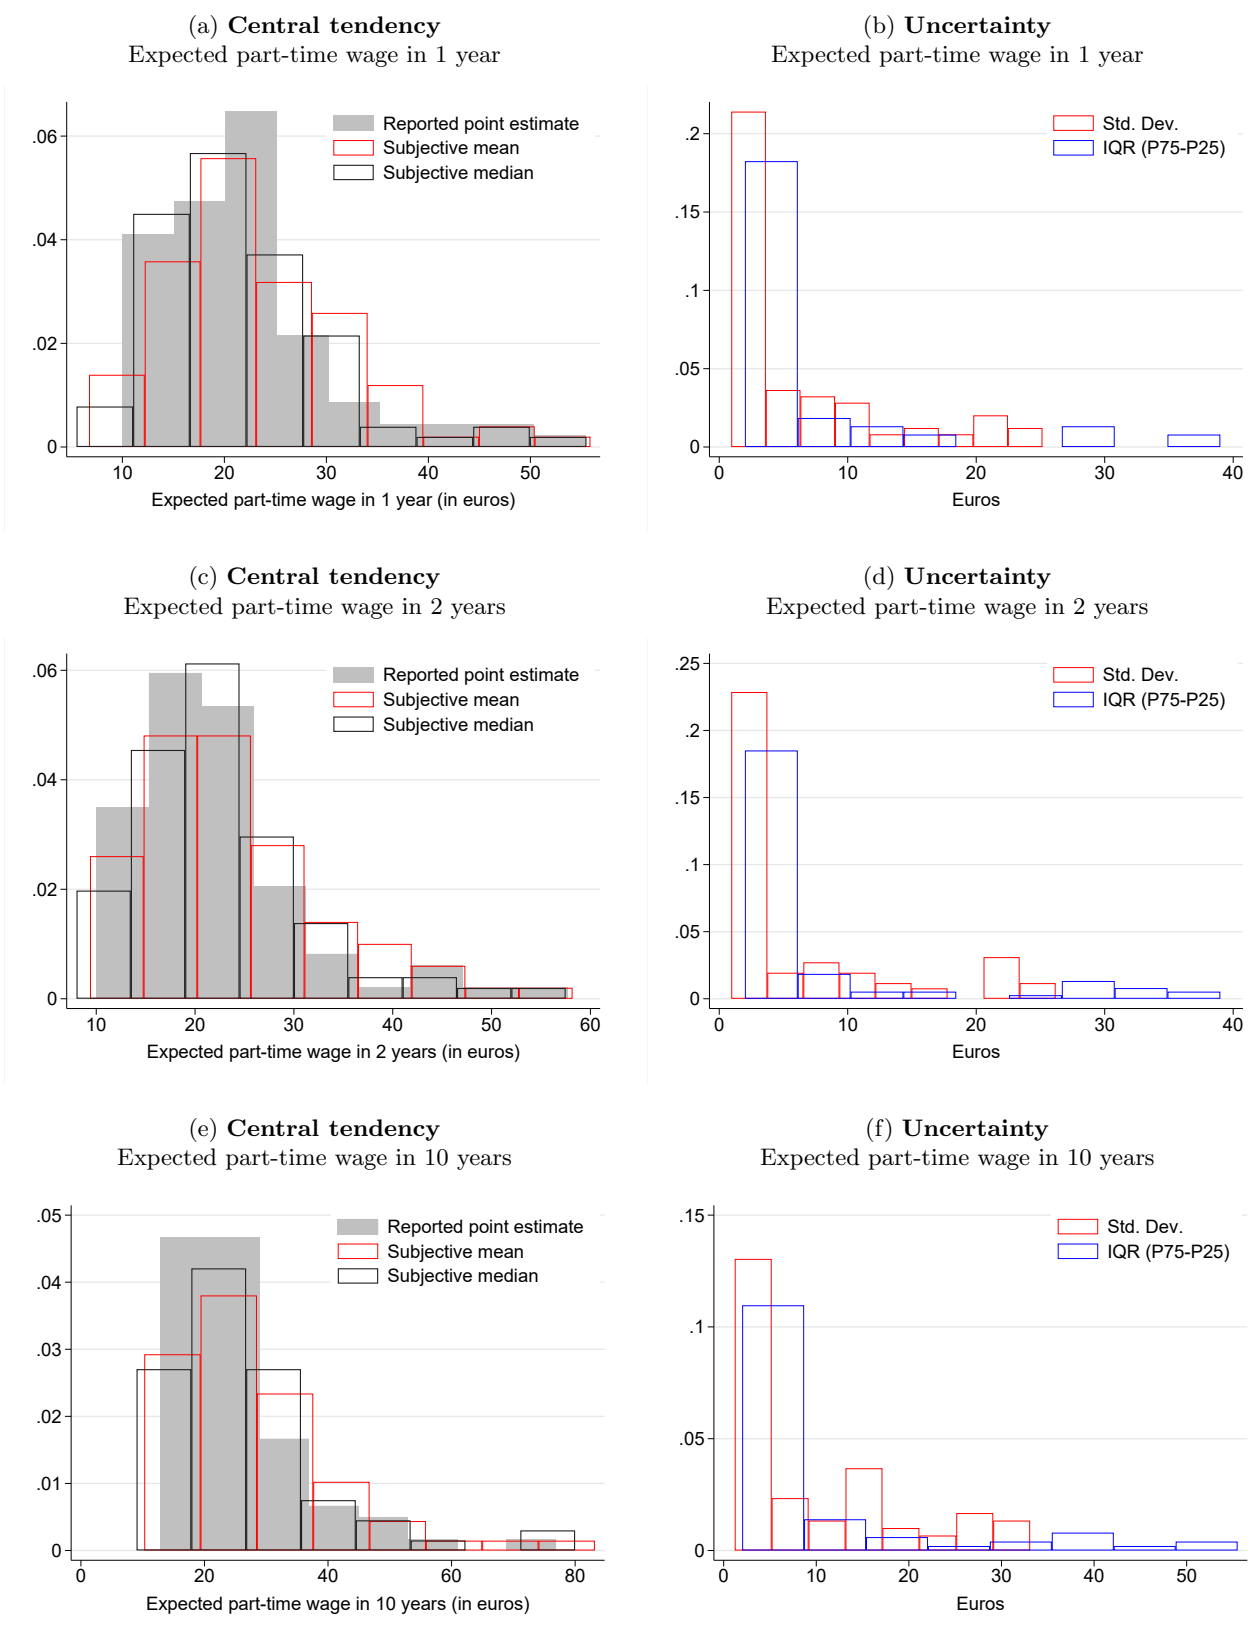 (a) Central tendency
Expected part-time wage in 1 year
.06
.04
.02
0
10 20 30 40 50
Expected part-time wage in 1 year (in euros)
Reported point estimate
Subjective mean
Subjective median
(b) Uncertainty
Expected part-time wage in 1 year
.2
.15
.1
.05
0
0 10 20 30 40
Euros
Std. Dev.
IQR (P75-P25)
(c) Central tendency
Expected part-time wage in 2 years
.06
.04
.02
0
10 20 30 40 50 60
Expected part-time wage in 2 years (in euros)
Reported point estimate
Subjective mean
Subjective median
(d) Uncertainty
Expected part-time wage in 2 years
.25
.2
.15
.1
.05
0
0 10 20 30 40
Euros
Std. Dev.
IQR (P75-P25)
(e) Central tendency
Expected part-time wage in 10 years
.05
.04
.03
.02
.01
0
0 20 40 60 80
Expected part-time wage in 10 years (in euros)
Reported point estimate
Subjective mean
Subjective median
(f) Uncertainty
Expected part-time wage in 10 years
.15
.1
.05
0
0 10 20 30 40 50
Euros
Std. Dev.
IQR (P75-P25)